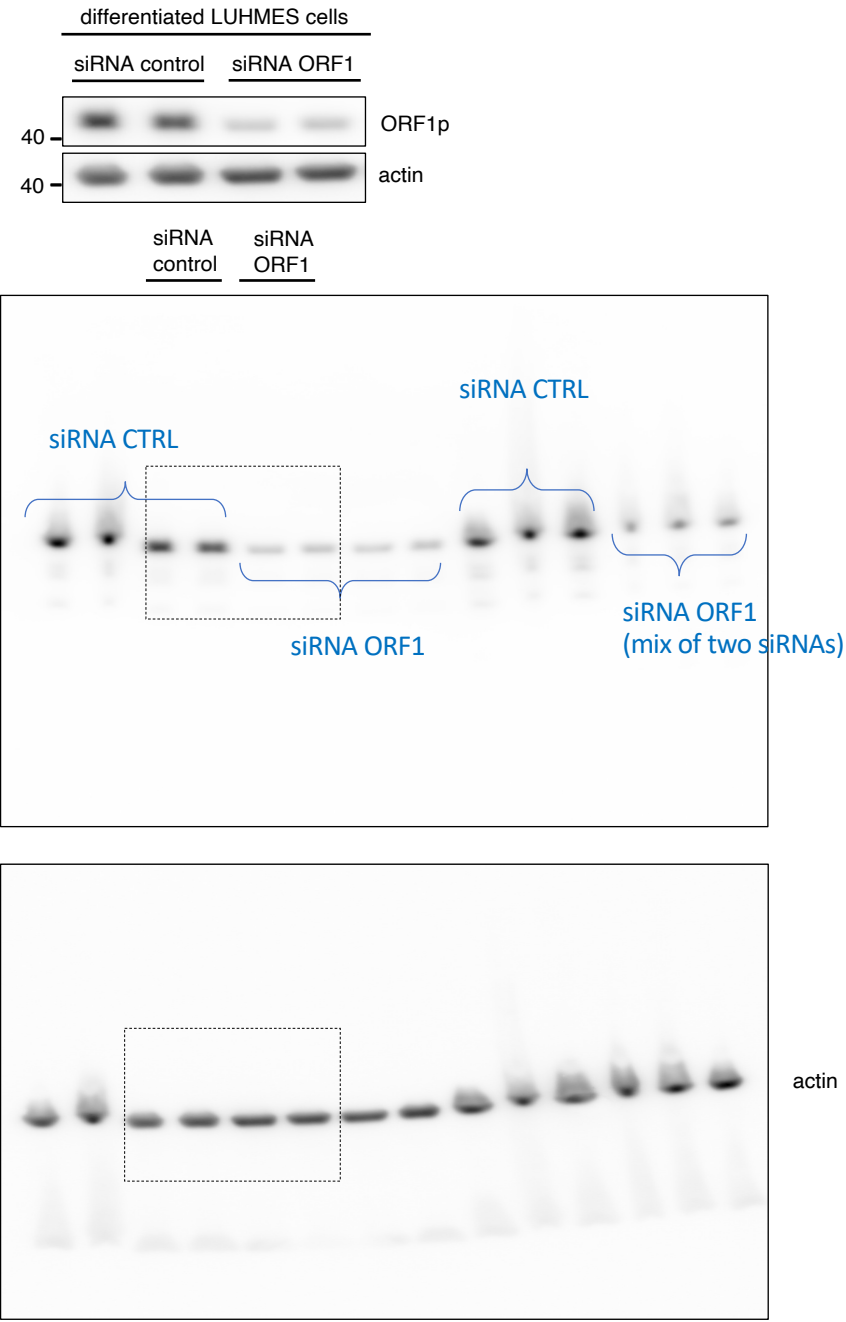 differentiated LUHMES cells
siRNA control siRNA ORF1
ORF1p
40
actin
40
siRNA
control
siRNA
ORF1
siRNA CTRL
siRNA CTRL
siRNA ORF1
siRNA ORF1
(mix of two siRNAs)
actin